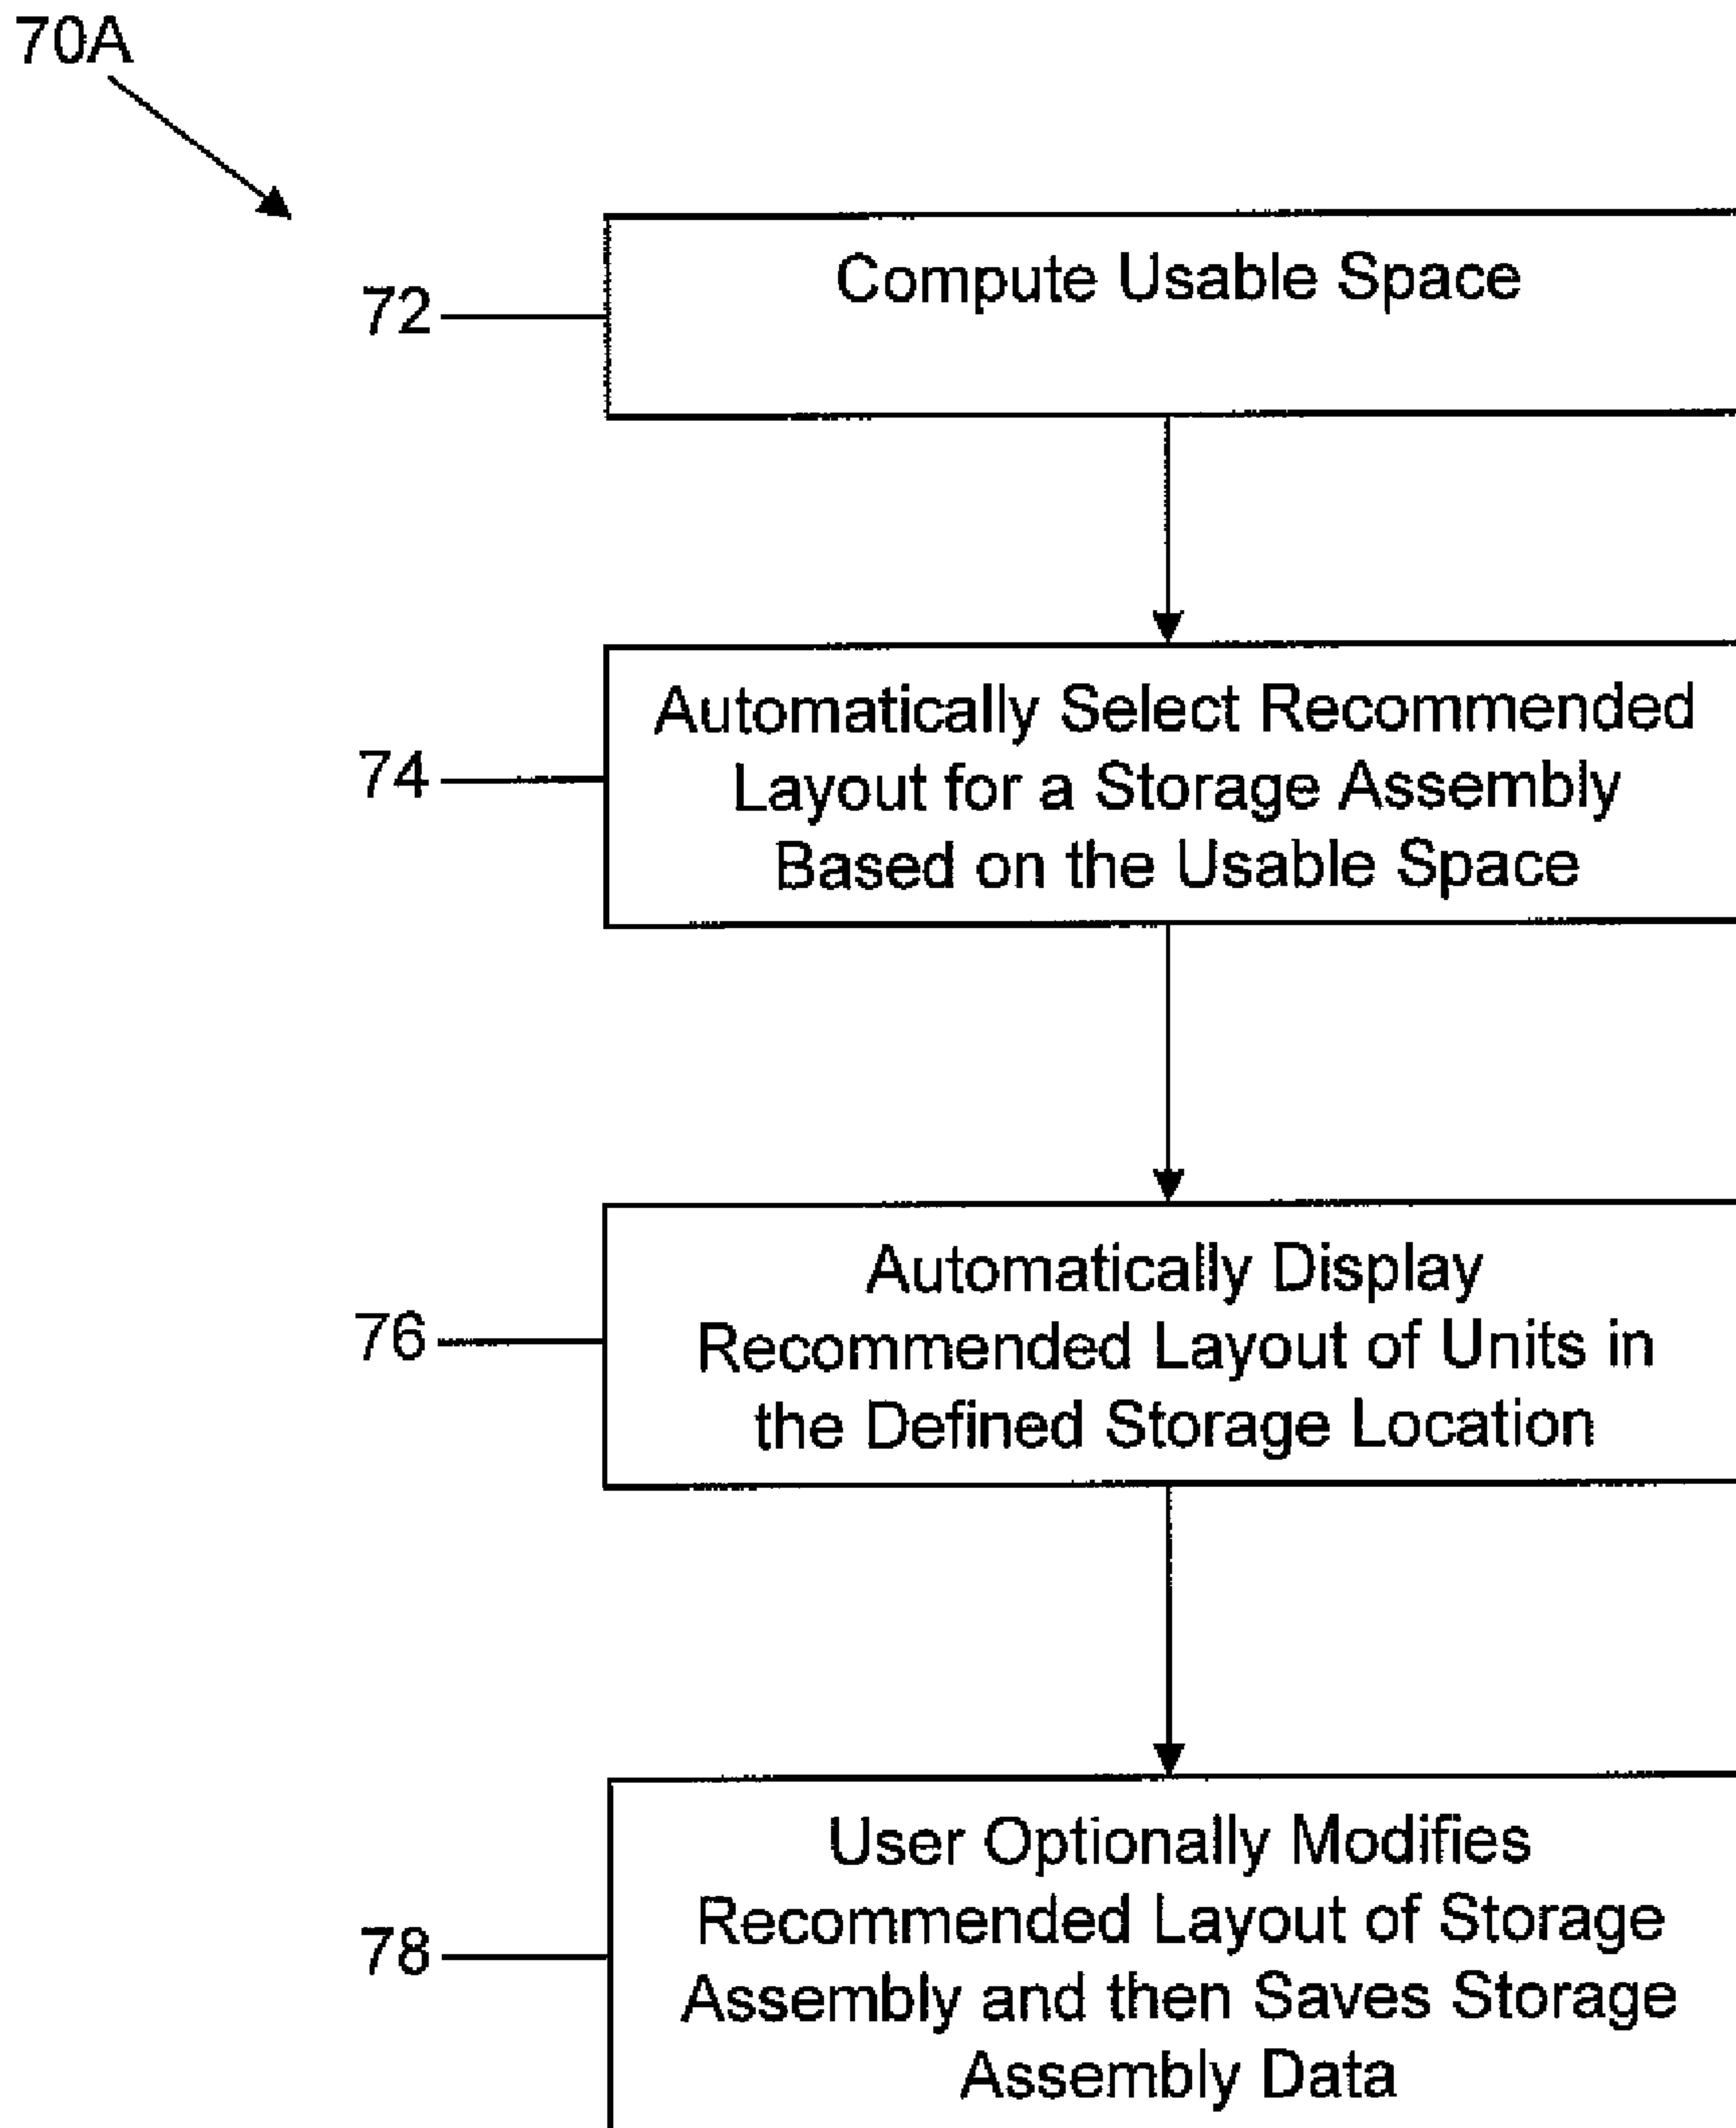 70A
72
Compute Usable Space
74
Automatically Select Recommended
Layout for a Storage Assembly
Based on the Usable Space
76
Automatically Display
Recommended Layout of Units in
the Defined Storage Location
78
User Optionally Modifies
Recommended Layout of Storage
Assembly and then Saves Storage
Assembly Data